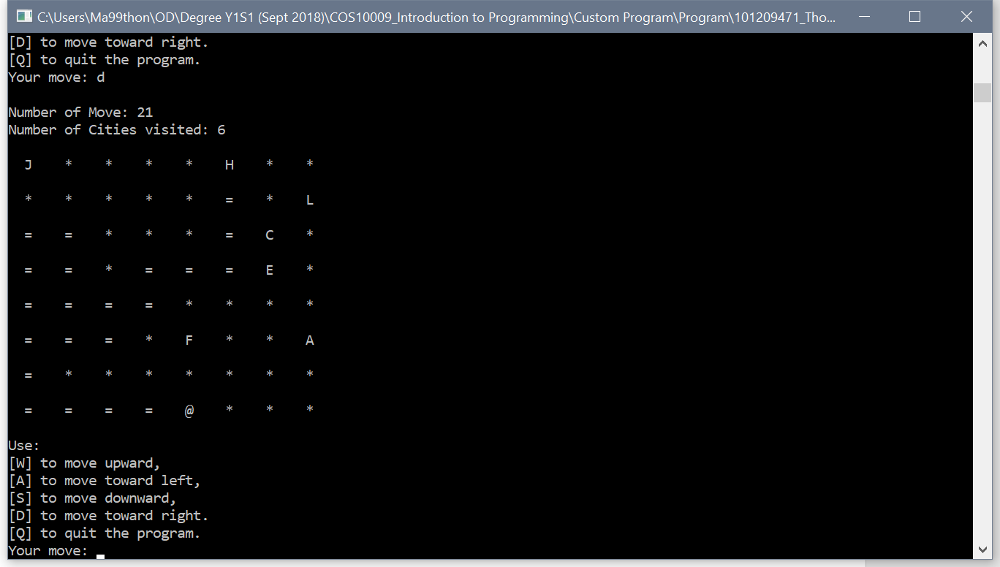 C:\Users\Ma99thon\OD\Degree Y1S1 (Sept 2018)\COS10009_Introduction to Programming\Custom Program\Program\101209471_Tho...
[D] to move toward right.
[Q] to quit the program.
Your move: d
Number of Move: 21
Number of Cities visited: 6
J * * * * H * *
* * * * * = * L
= = * * * = C *
= = * = = = E *
= = = = * * * *
= = = * F * * A
= * * * * * * *
= = = = @ * * *
Use:
[W] to move upward,
[A] to move toward left,
[S] to move downward,
[D] to move toward right.
[Q] to quit the program.
Your move: